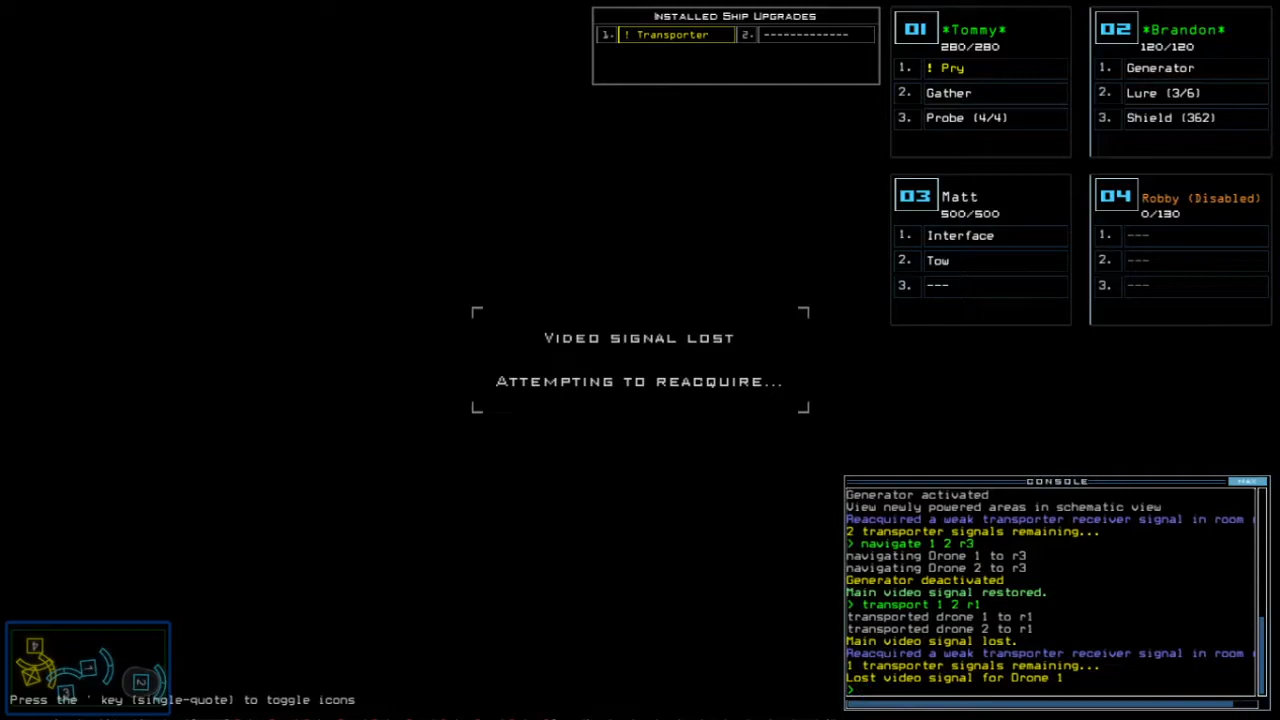 Installed Ship Upgrades
1. ! Transporter 2. -------------
01 *Tommy*
280/280
1. ! Pry
2. Gather
3. Probe (4/4)
02 *Brandon*
120/120
1. Generator
2. Lure (3/6)
3. Shield (362)
03 Matt
500/500
1. Interface
2. Tow
3. ---
04 Robby (Disabled)
0/130
1. ---
2. ---
3. ---
Video signal lost
Attempting to reacquire...
Console
Generator activated
View newly powered areas in schematic view
Reacquired a weak transporter receiver signal in room
2 transporter signals remaining...
> navigate 1 2 r3
navigating Drone 1 to r3
navigating Drone 2 to r3
Generator deactivated
Main video signal restored.
> transport 1 2 r1
transported drone 1 to r1
transported drone 2 to r1
Main video signal lost.
Reacquired a weak transporter receiver signal in room
1 transporter signals remaining...
Lost video signal for Drone 1
>
4
1
2
Press the ' key (single-quote) to toggle icons